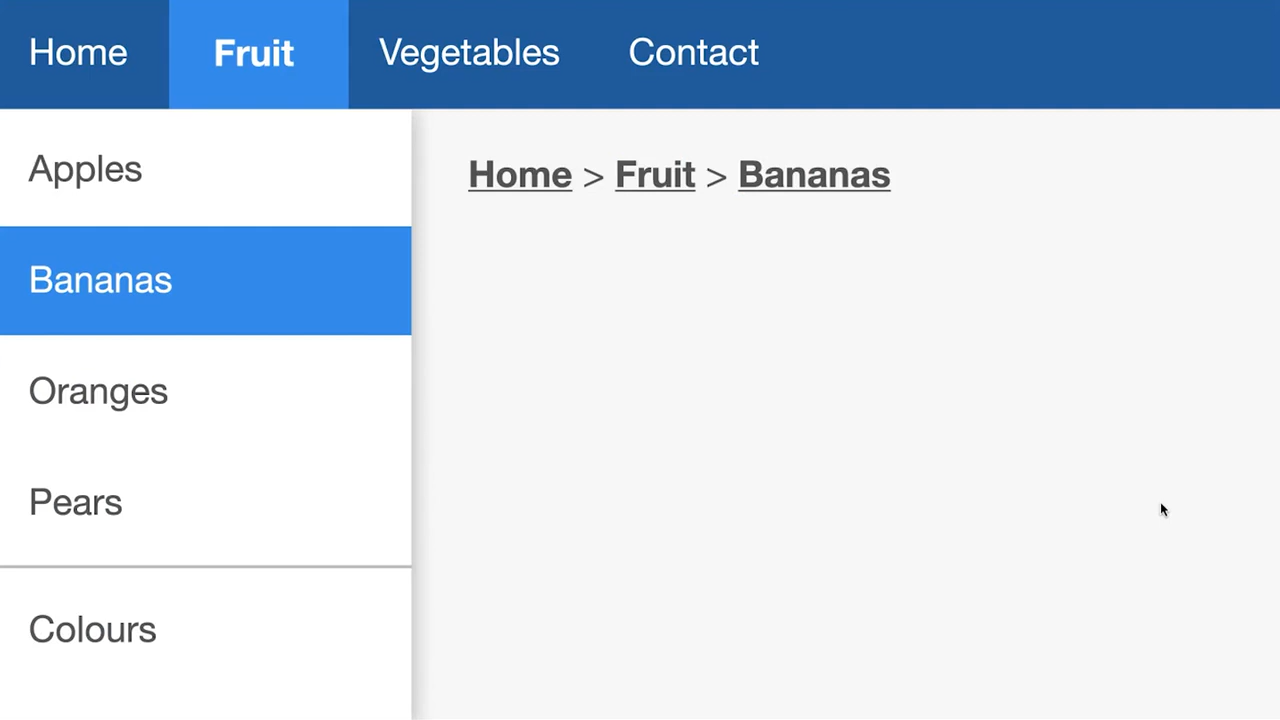 Home Fruit Vegetables Contact
Apples
Bananas
Oranges
Pears
Colours
Home > Fruit > Bananas